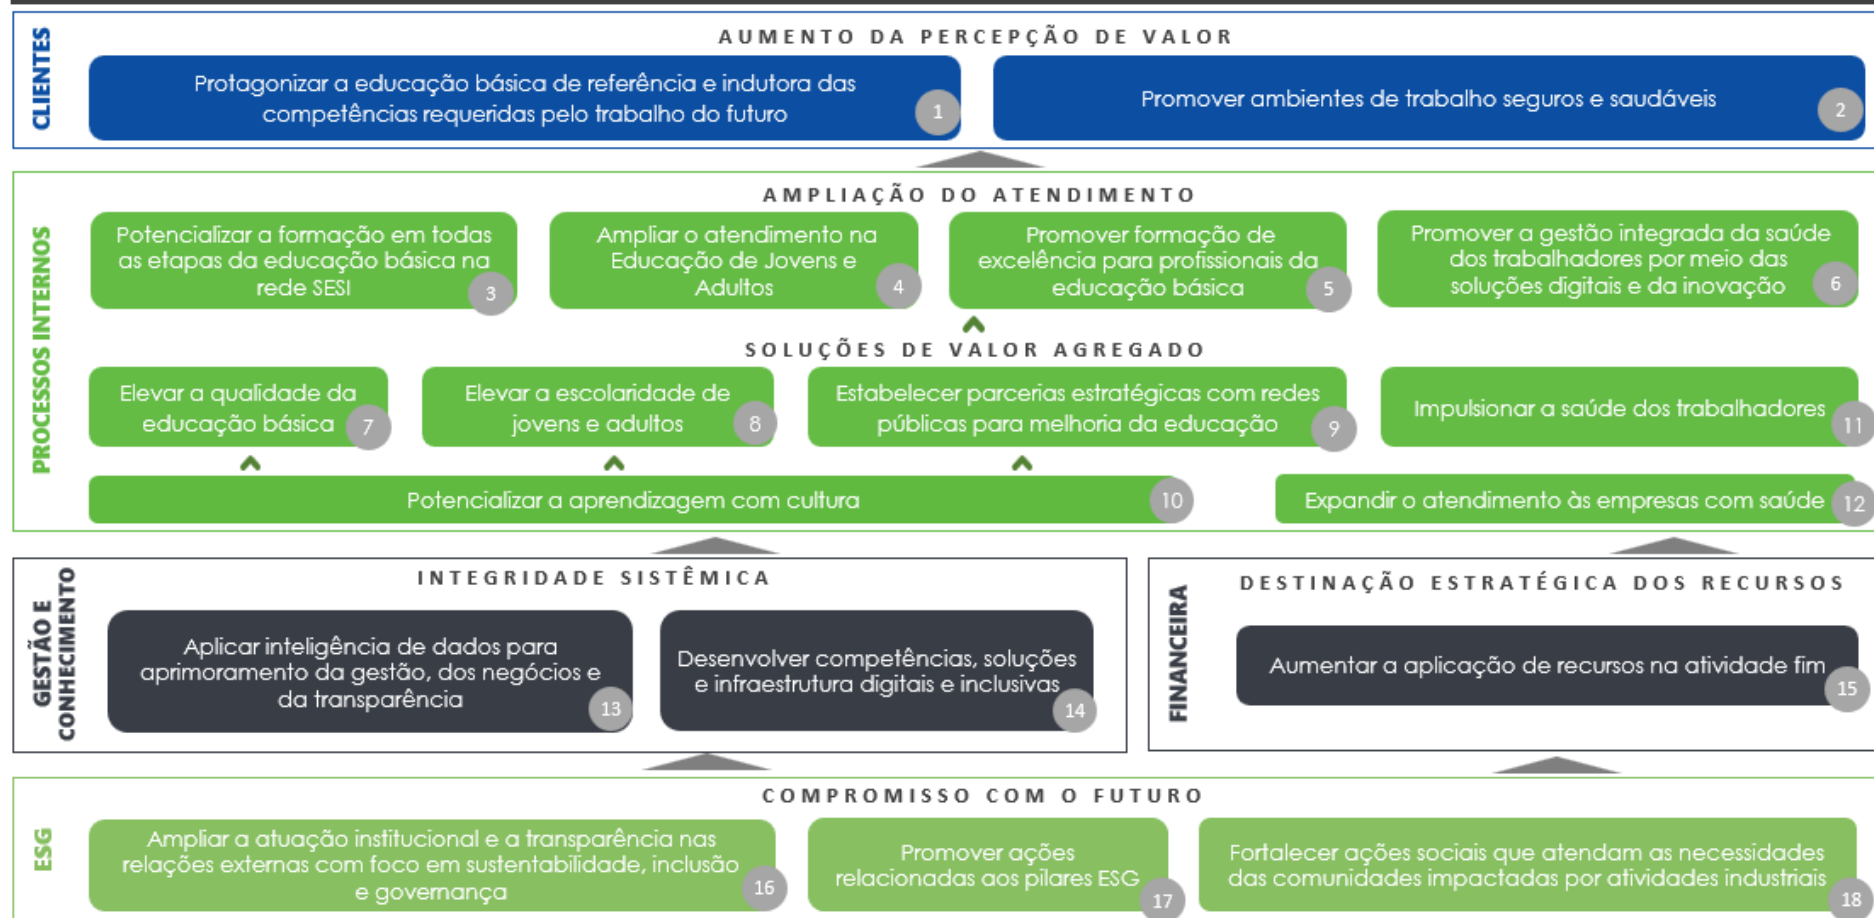 CLIENTES
AUMENTO DA PERCEPÇÃO DE VALOR
Protagonizar a educação básica de referência e indutora das
competências requeridas pelo trabalho do futuro
1
Promover ambientes de trabalho seguros e saudáveis
2
PROCESSOS INTERNOS
AMPLIAÇÃO DO ATENDIMENTO
Potencializar a formação em todas
as etapas da educação básica na
rede SESI
3
Ampliar o atendimento na
Educação de Jovens e
Adultos
4
Promover formação de
excelência para profissionais da
educação básica
5
Promover a gestão integrada da saúde
dos trabalhadores por meio das
soluções digitais e da inovação
6
SOLUÇÕES DE VALOR AGREGADO
Elevar a qualidade da
educação básica
7
Elevar a escolaridade de
jovens e adultos
8
Estabelecer parcerias estratégicas com redes
públicas para melhoria da educação
9
Impulsionar a saúde dos trabalhadores
11
Potencializar a aprendizagem com cultura
10
Expandir o atendimento às empresas com saúde
12
GESTÃO E
CONHECIMENTO
INTEGRIDADE SISTÊMICA
Aplicar inteligência de dados para
aprimoramento da gestão, dos negócios e
da transparência
13
Desenvolver competências, soluções
e infraestrutura digitais e inclusivas
14
FINANCEIRA
DESTINAÇÃO ESTRATÉGICA DOS RECURSOS
Aumentar a aplicação de recursos na atividade fim
15
ESG
COMPROMISSO COM O FUTURO
Ampliar a atuação institucional e a transparência nas
relações externas com foco em sustentabilidade, inclusão
e governança
16
Promover ações
relacionadas aos pilares ESG
17
Fortalecer ações sociais que atendam as necessidades
das comunidades impactadas por atividades industriais
18